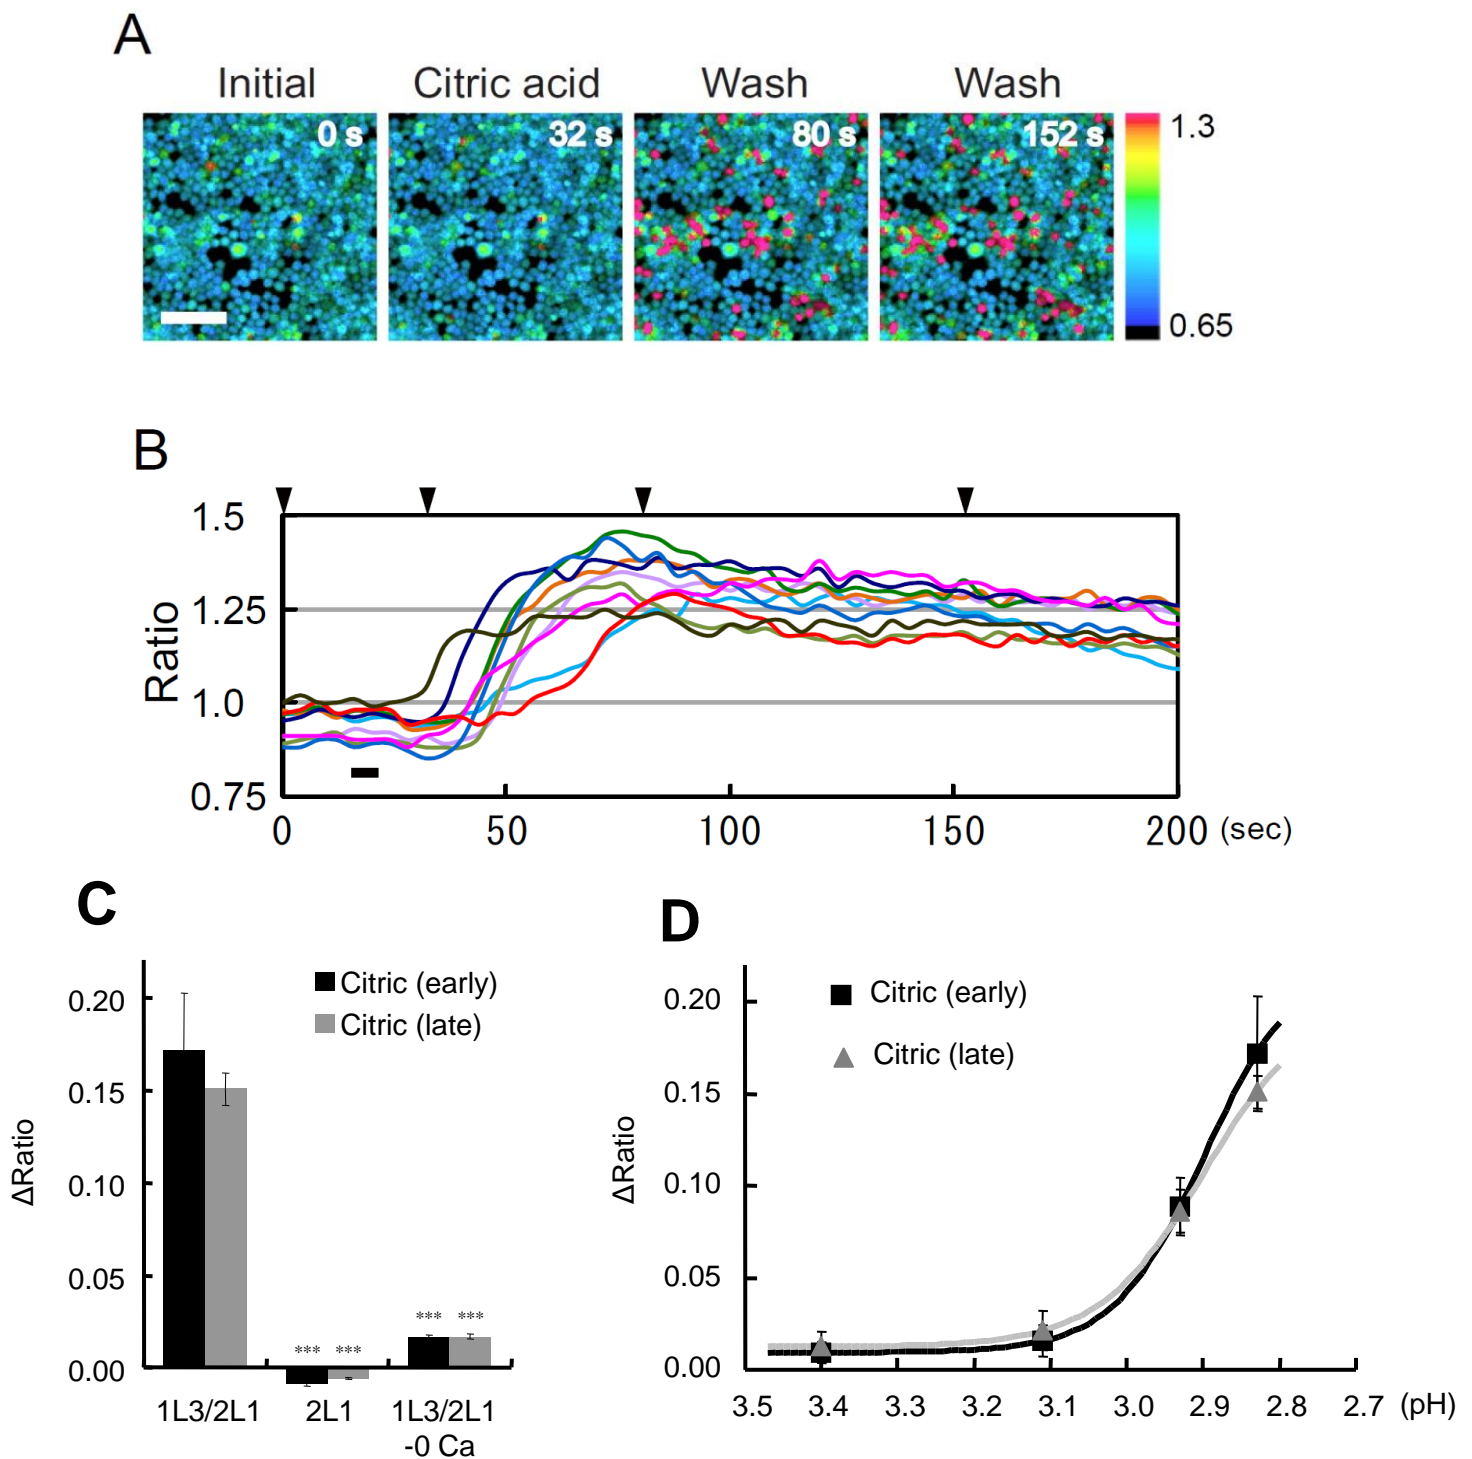 A
Initial Citric acid Wash Wash
0 s 32 s 80 s 152 s
1.3
0.65
B
1.5
1.25
1.0
0.75
Ratio
0 50 100 150 200 (sec)
C
Citric (early)
Citric (late)
0.20
0.15
0.10
0.05
0.00
ΔRatio
*** *** *** ***
1L3/2L1 2L1 1L3/2L1
-0 Ca
D
Citric (early)
Citric (late)
0.20
0.15
0.10
0.05
0.00
ΔRatio
3.5 3.4 3.3 3.2 3.1 3.0 2.9 2.8 2.7 (pH)